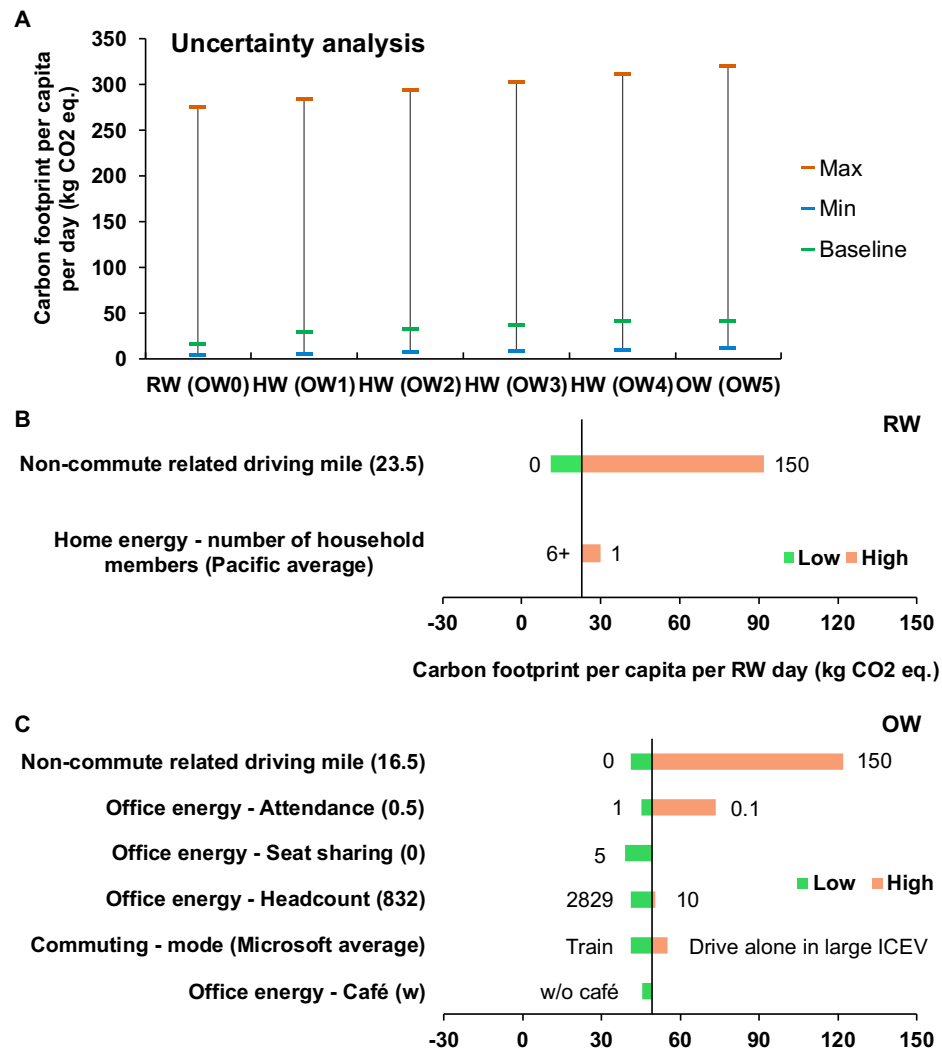 A
Uncertainty analysis
Carbon footprint per capita
per day (kg CO2 eq.)
350
300
250
200
150
100
50
0
RW (OW0) HW (OW1) HW (OW2) HW (OW3) HW (OW4) OW (OW5)
Max
Min
Baseline
B
RW
Non-commute related driving mile (23.5)
0
150
Home energy - number of household
members (Pacific average)
6+
1
Low High
-30 0 30 60 90 120 150
Carbon footprint per capita per RW day (kg CO2 eq.)
C
OW
Non-commute related driving mile (16.5)
0
150
Office energy - Attendance (0.5)
1
0.1
Office energy - Seat sharing (0)
5
Low High
Office energy - Headcount (832)
2829
10
Commuting - mode (Microsoft average)
Train
Drive alone in large ICEV
Office energy - Café (w)
w/o café
-30 0 30 60 90 120 150